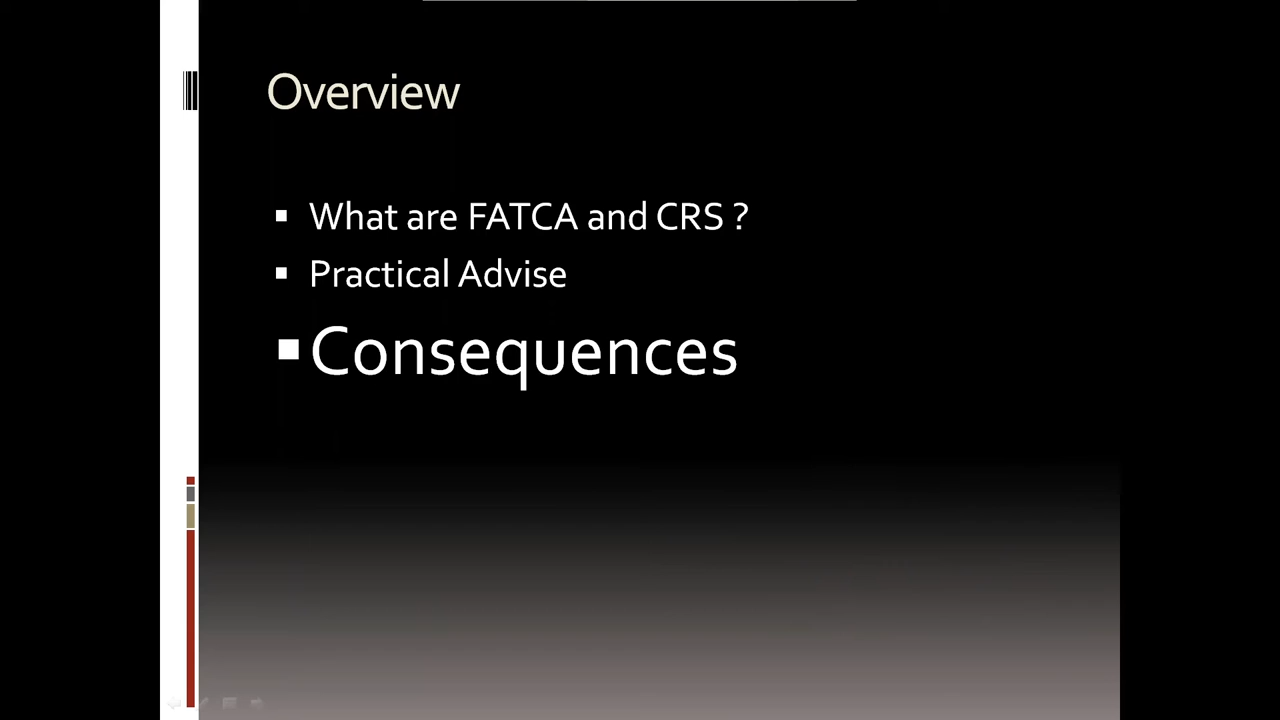 Overview
What are FATCA and CRS ?
Practical Advise
Consequences